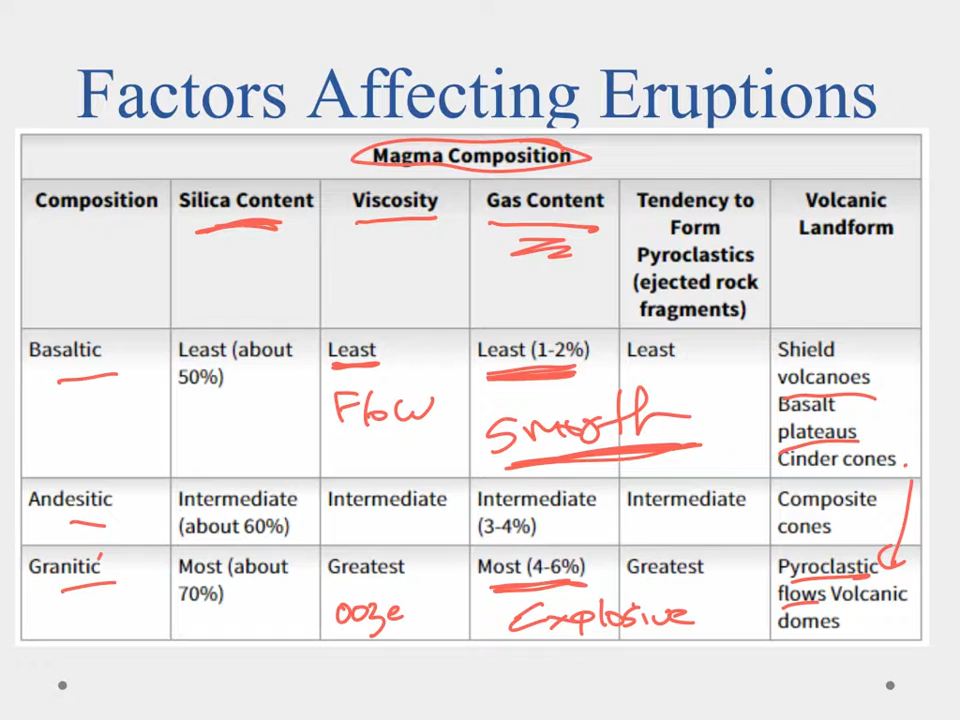 Factors Affecting Eruptions
Magma Composition
Composition
Silica Content
Viscosity
Gas Content
Tendency to
Form
Pyroclastics
(ejected rock
fragments)
Volcanic
Landform
Basaltic
Least (about
50%)
Least
Flow
Least (1-2%)
Smooth
Least
Shield
volcanoes
Basalt
plateaus
Cinder cones
Andesitic
Intermediate
(about 60%)
Intermediate
Intermediate
(3-4%)
Intermediate
Composite
cones
Granitic
Most (about
70%)
Greatest
ooze
Most (4-6%)
Explosive
Greatest
Pyroclastic
flows Volcanic
domes